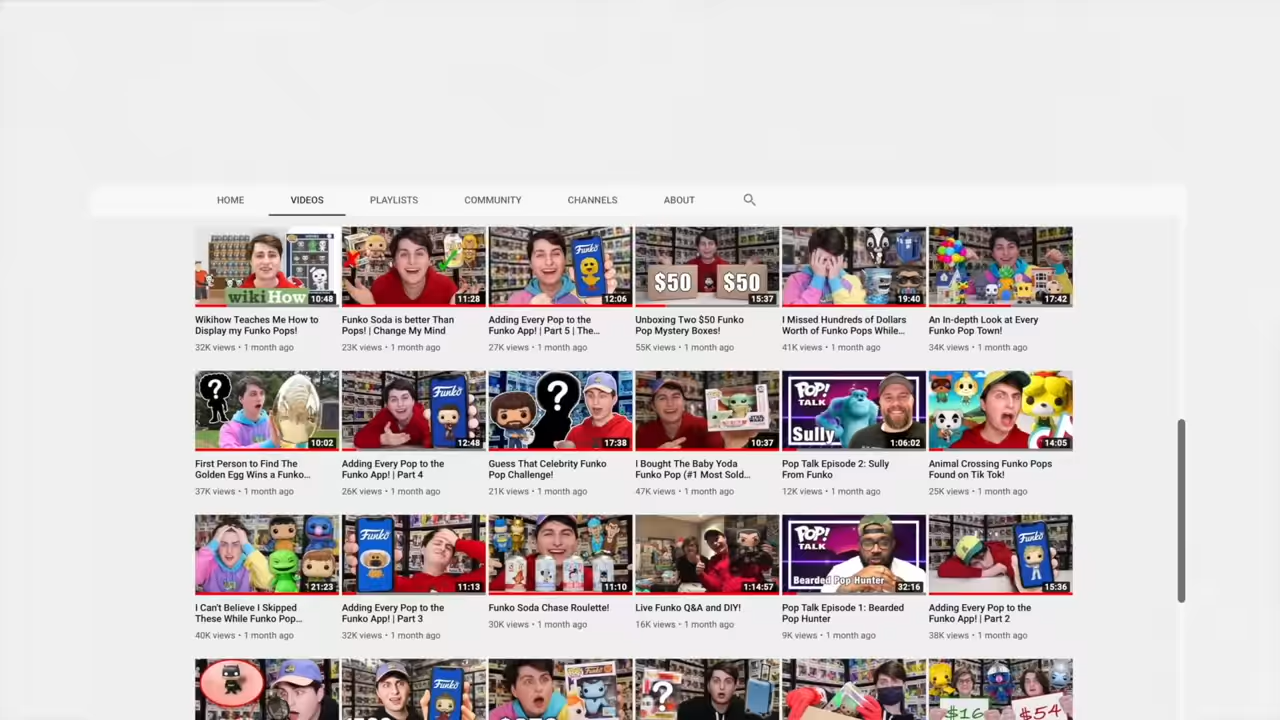 HOME VIDEOS PLAYLISTS COMMUNITY CHANNELS ABOUT
wikiHow 10:48
11:28
Funko 12:06
$50 $50 15:37
19:40
17:42
Wikihow Teaches Me How to
Display my Funko Pops!
32K views • 1 month ago
Funko Soda is better Than
Pops! | Change My Mind
23K views • 1 month ago
Adding Every Pop to the
Funko App! | Part 5 | The...
27K views • 1 month ago
Unboxing Two $50 Funko
Pop Mystery Boxes!
55K views • 1 month ago
I Missed Hundreds of Dollars
Worth of Funko Pops While...
41K views • 1 month ago
An In-depth Look at Every
Funko Pop Town!
34K views • 1 month ago
? 10:02
Funko 12:48
? 17:38
STAR WARS 10:37
POP! TALK
Sully 1:06:02
14:05
First Person to Find The
Golden Egg Wins a Funko...
37K views • 1 month ago
Adding Every Pop to the
Funko App! | Part 4
26K views • 1 month ago
Guess That Celebrity Funko
Pop Challenge!
21K views • 1 month ago
I Bought The Baby Yoda
Funko Pop (#1 Most Sold...
47K views • 1 month ago
Pop Talk Episode 2: Sully
From Funko
12K views • 1 month ago
Animal Crossing Funko Pops
Found on Tik Tok!
25K views • 1 month ago
21:23
Funko 11:13
11:10
1:14:57
POP! TALK
Bearded Pop Hunter 32:16
Funko 15:36
I Can't Believe I Skipped
These While Funko Pop...
40K views • 1 month ago
Adding Every Pop to the
Funko App! | Part 3
32K views • 1 month ago
Funko Soda Chase Roulette!
30K views • 1 month ago
Live Funko Q&A and DIY!
16K views • 1 month ago
Pop Talk Episode 1: Bearded
Pop Hunter
9K views • 1 month ago
Adding Every Pop to the
Funko App! | Part 2
38K views • 1 month ago
Funko
?
$16 $54